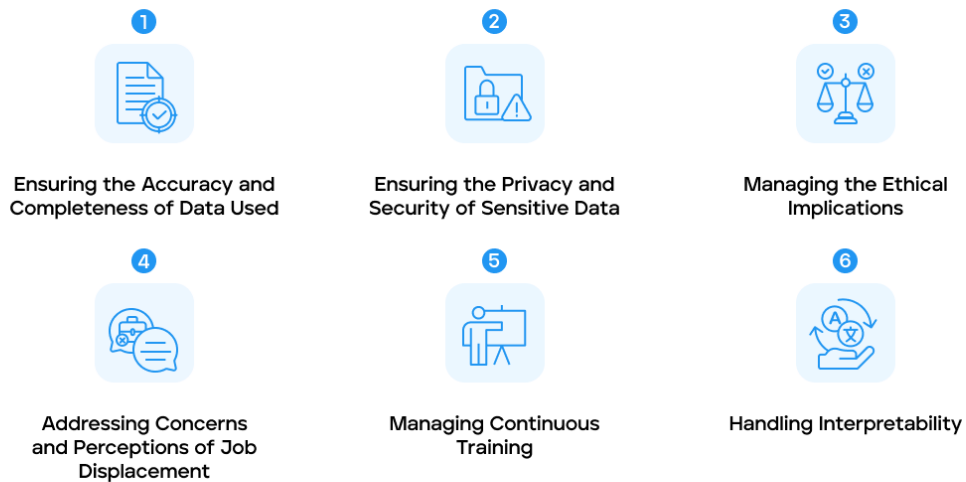 1
2
3
Ensuring the Accuracy and
Completeness of Data Used
Ensuring the Privacy and
Security of Sensitive Data
Managing the Ethical
Implications
4
5
6
A
文
Addressing Concerns
and Perceptions of Job
Displacement
Managing Continuous
Training
Handling Interpretability